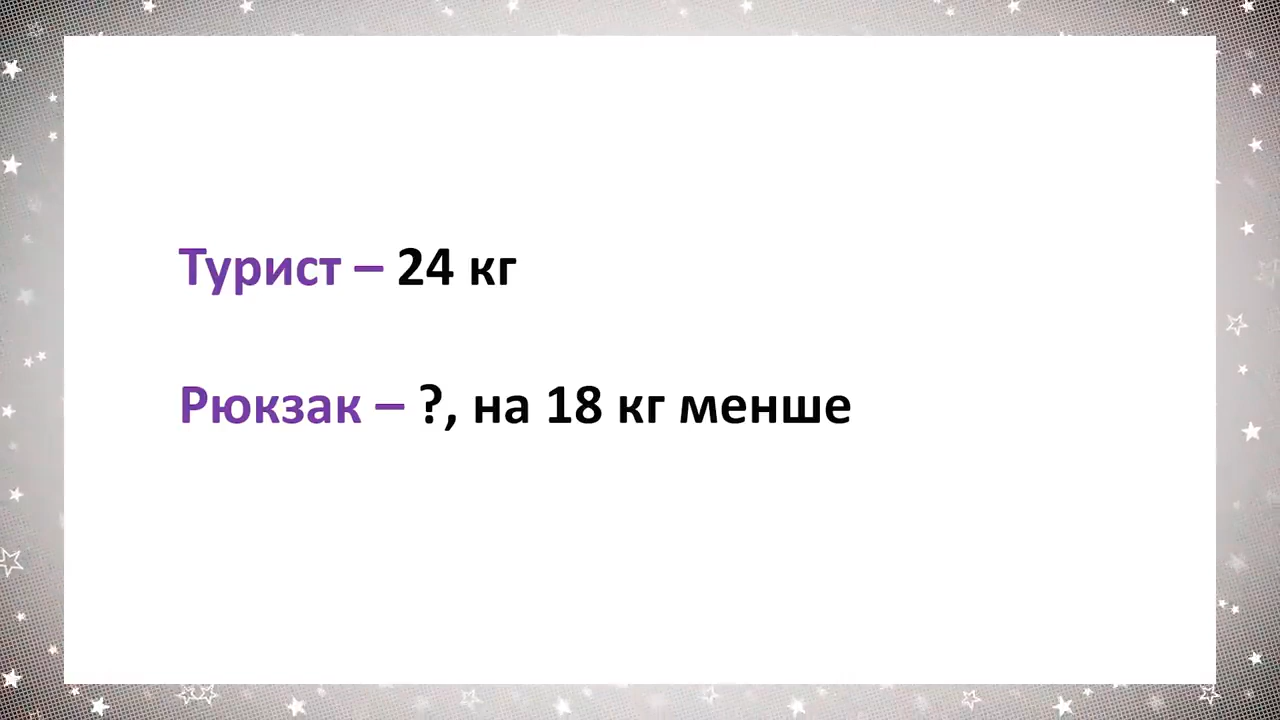 Турист – 24 кг
Рюкзак – ?, на 18 кг менше